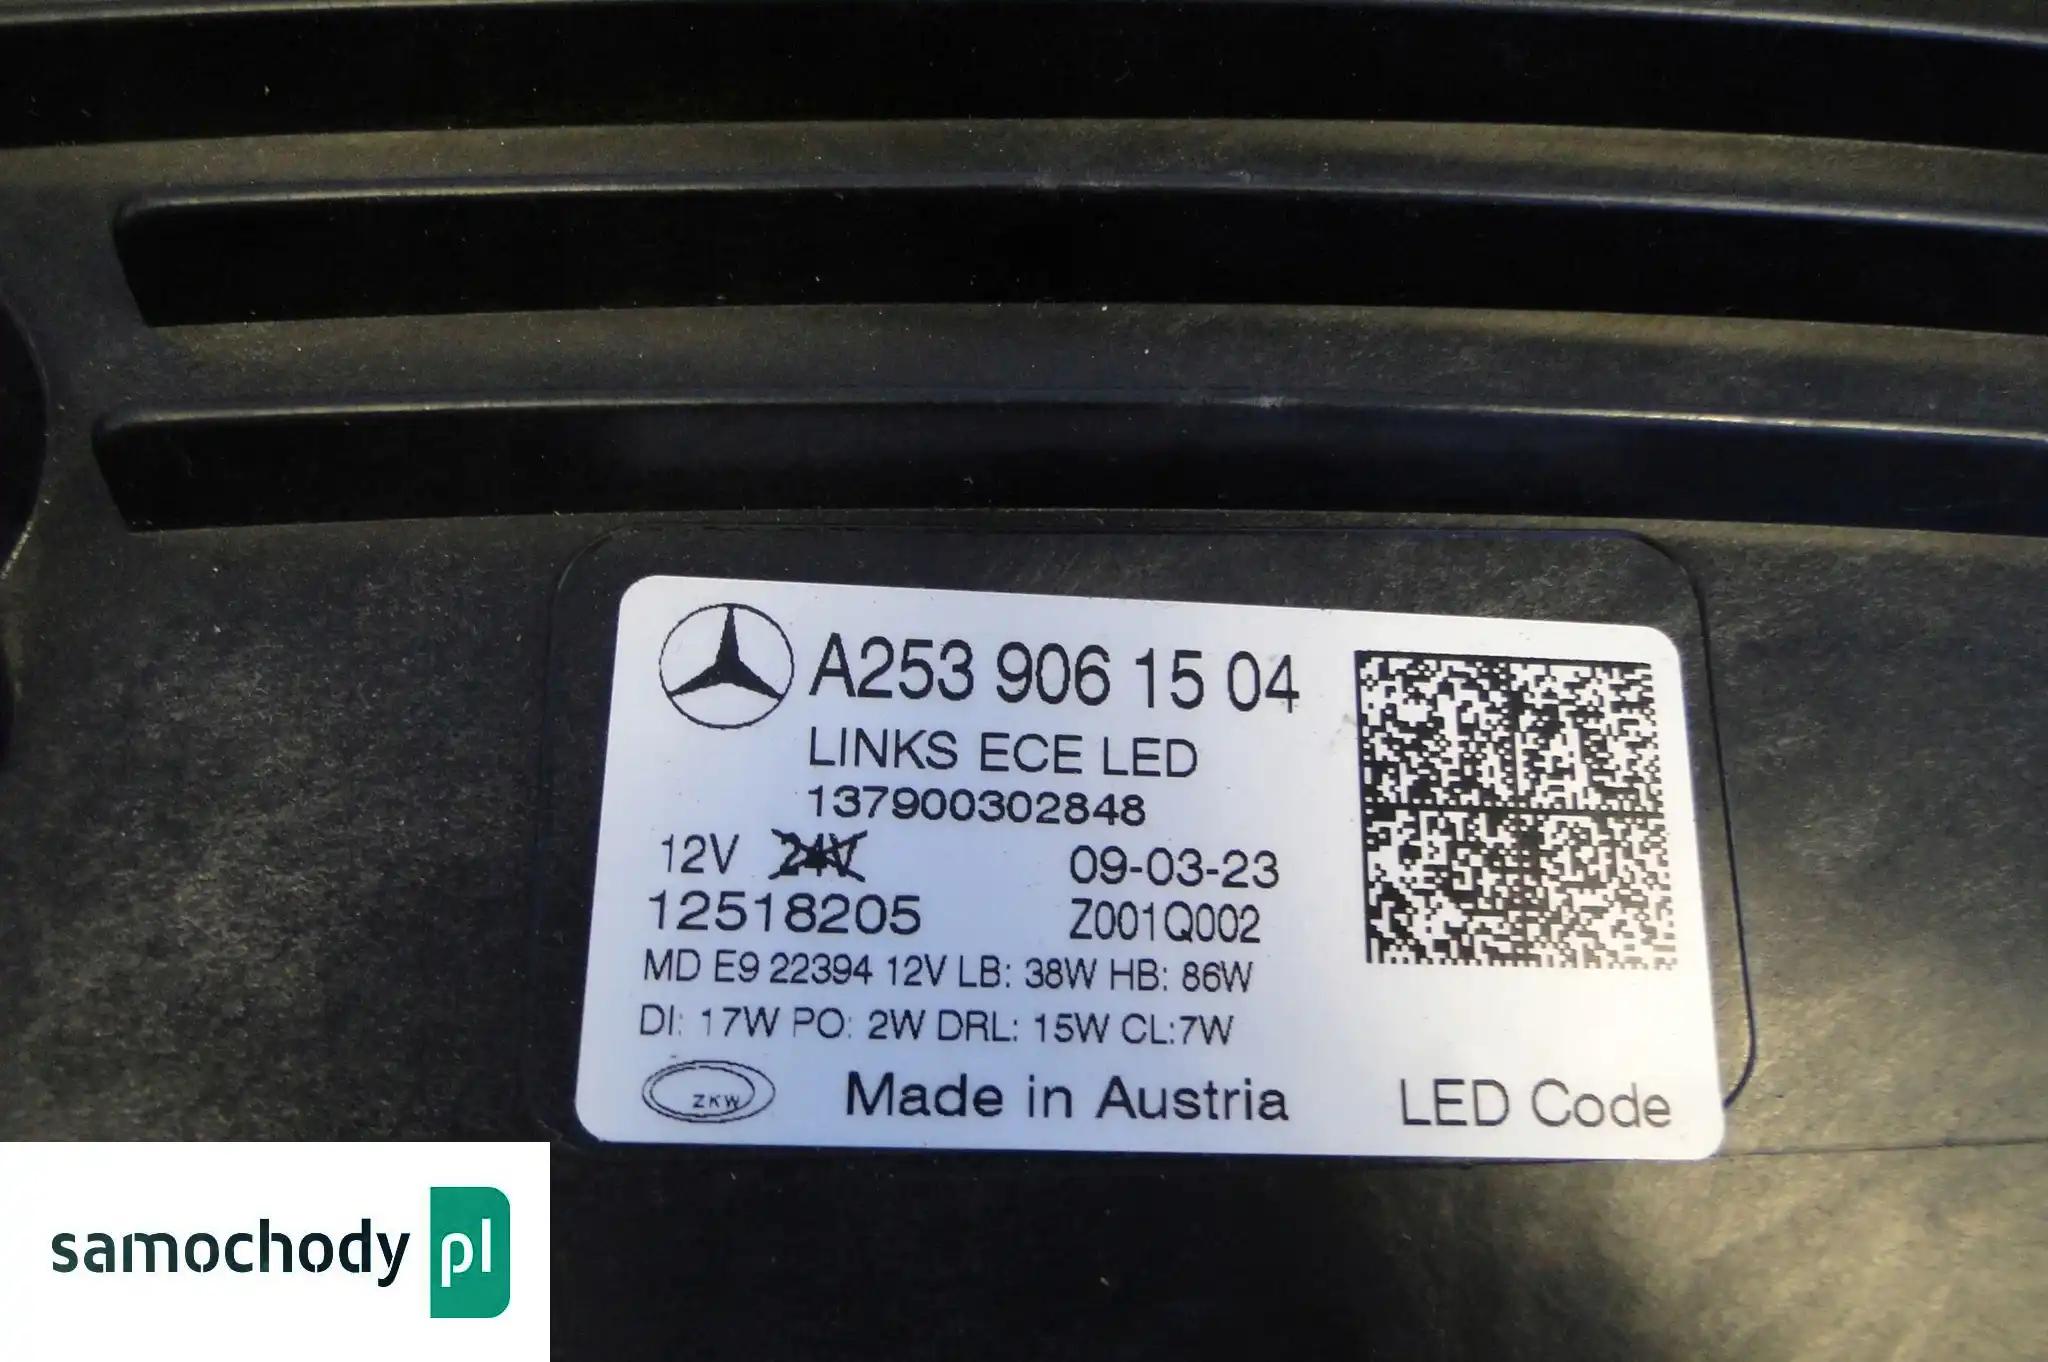 A253 906 15 04
LINKS ECE LED
137900302848
12V 24V 09-03-23
12518205 Z001Q002
MD E9 22394 12V LB: 38W HB: 86W
DI: 17W PO: 2W DRL: 15W CL:7W
ZKW Made in Austria LED Code
samochody pl